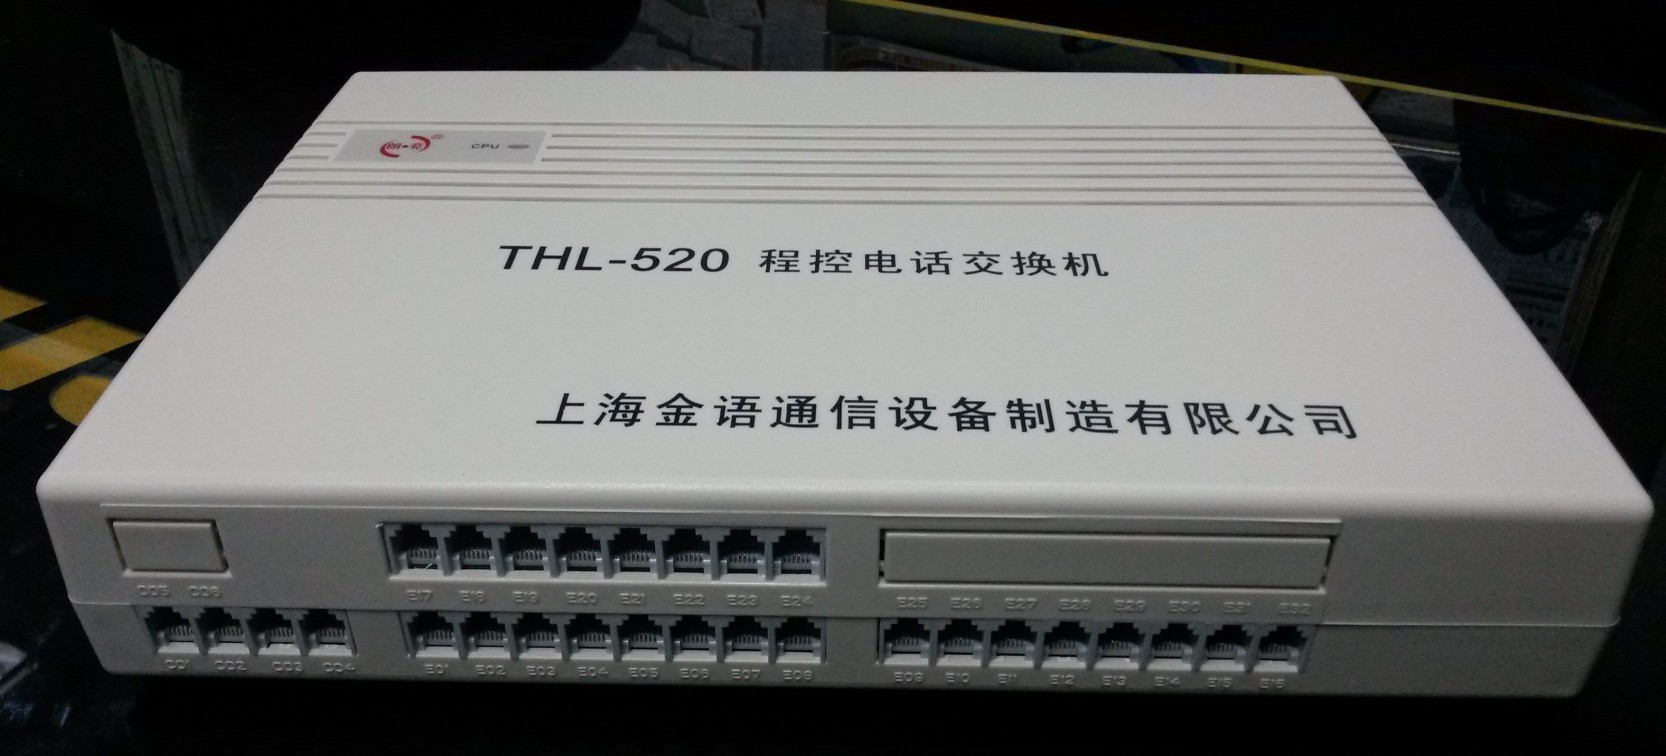 CPU
THL-520 程控电话交换机
上海金语通信设备制造有限公司
CO5 CO6
E17 E18 E19 E20 E21 E22 E23 E24
E25 E26 E27 E28 E29 E30 E31 E32
CO1 CO2 CO3 CO4
E01 E02 E03 E04 E05 E06 E07 E08
E09 E10 E11 E12 E13 E14 E15 E16